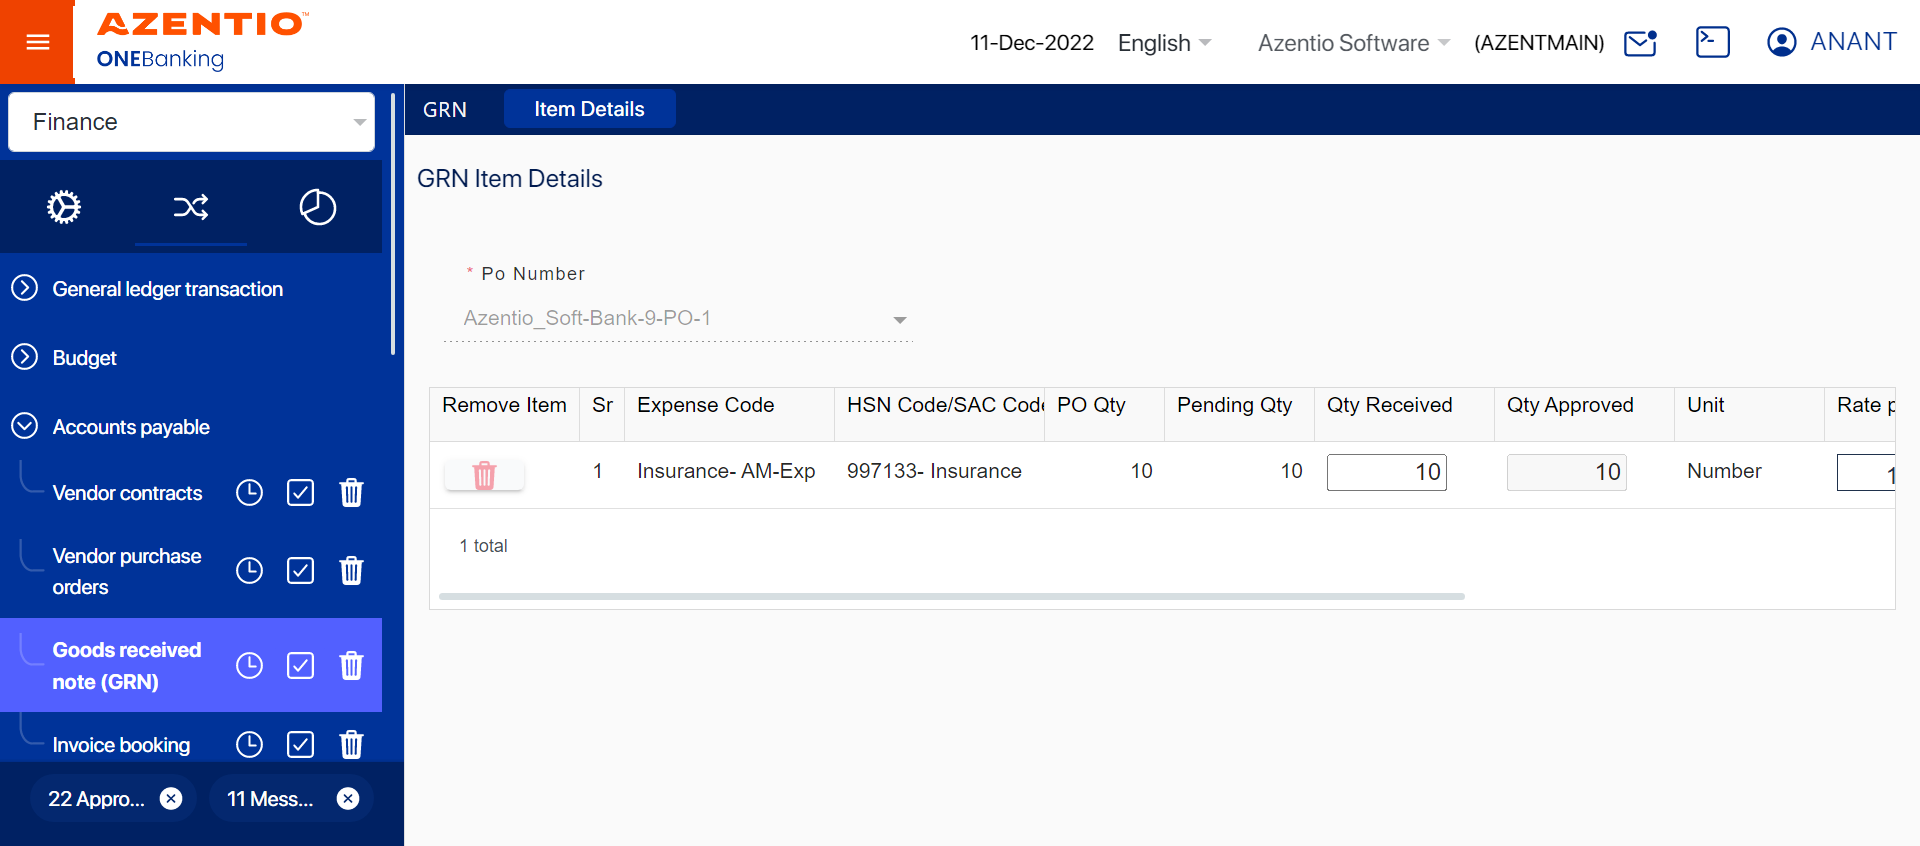 AZENTIO™
ONEBanking
11-Dec-2022 English Azentio Software (AZENTMAIN) ANANT
Finance
General ledger transaction
Budget
Accounts payable
Vendor contracts
Vendor purchase
orders
Goods received
note (GRN)
Invoice booking
22 Appro...
11 Mess...
GRN Item Details
GRN Item Details
* Po Number
Azentio_Soft-Bank-9-PO-1
Remove Item Sr Expense Code HSN Code/SAC Code PO Qty Pending Qty Qty Received Qty Approved Unit Rate p
1 Insurance- AM-Exp 997133- Insurance 10 10 10 10 Number 1
1 total